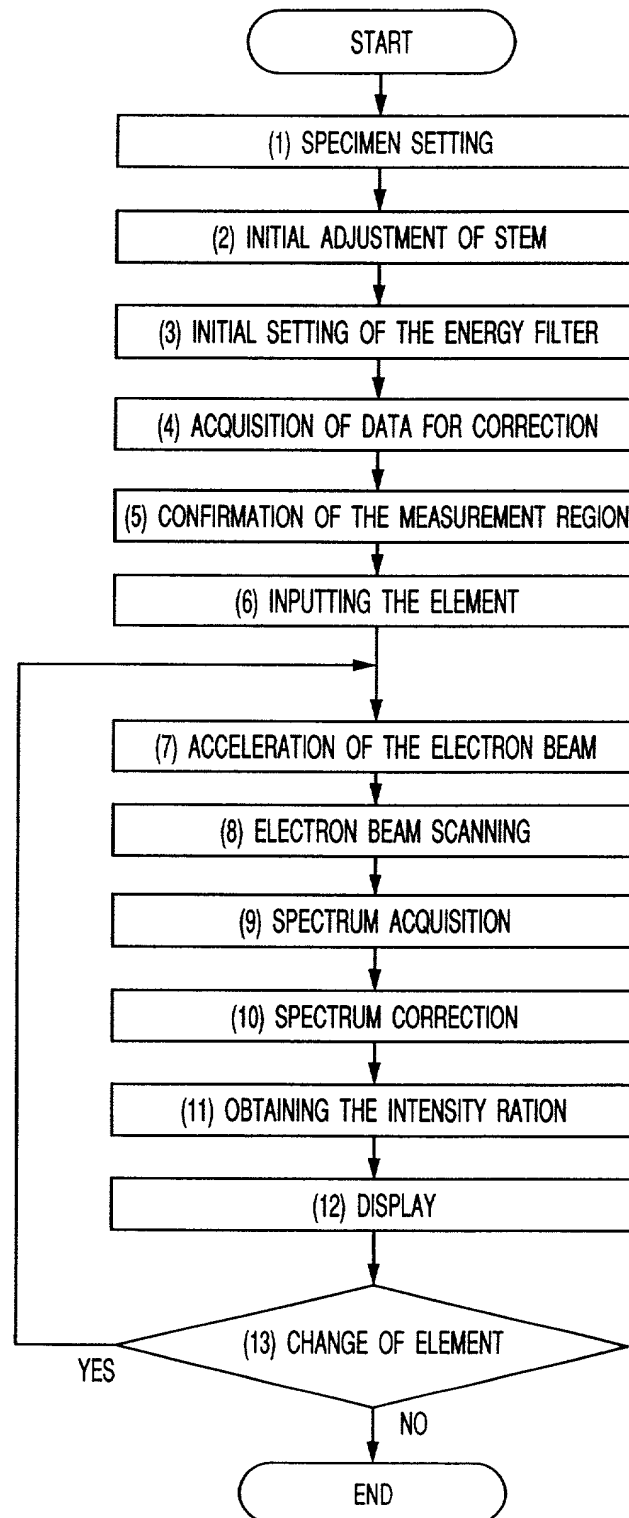 START
(1) SPECIMEN SETTING
(2) INITIAL ADJUSTMENT OF STEM
(3) INITIAL SETTING OF THE ENERGY FILTER
(4) ACQUISITION OF DATA FOR CORRECTION
(5) CONFIRMATION OF THE MEASUREMENT REGION
(6) INPUTTING THE ELEMENT
(7) ACCELERATION OF THE ELECTRON BEAM
(8) ELECTRON BEAM SCANNING
(9) SPECTRUM ACQUISITION
(10) SPECTRUM CORRECTION
(11) OBTAINING THE INTENSITY RATION
(12) DISPLAY
(13) CHANGE OF ELEMENT
YES
NO
END